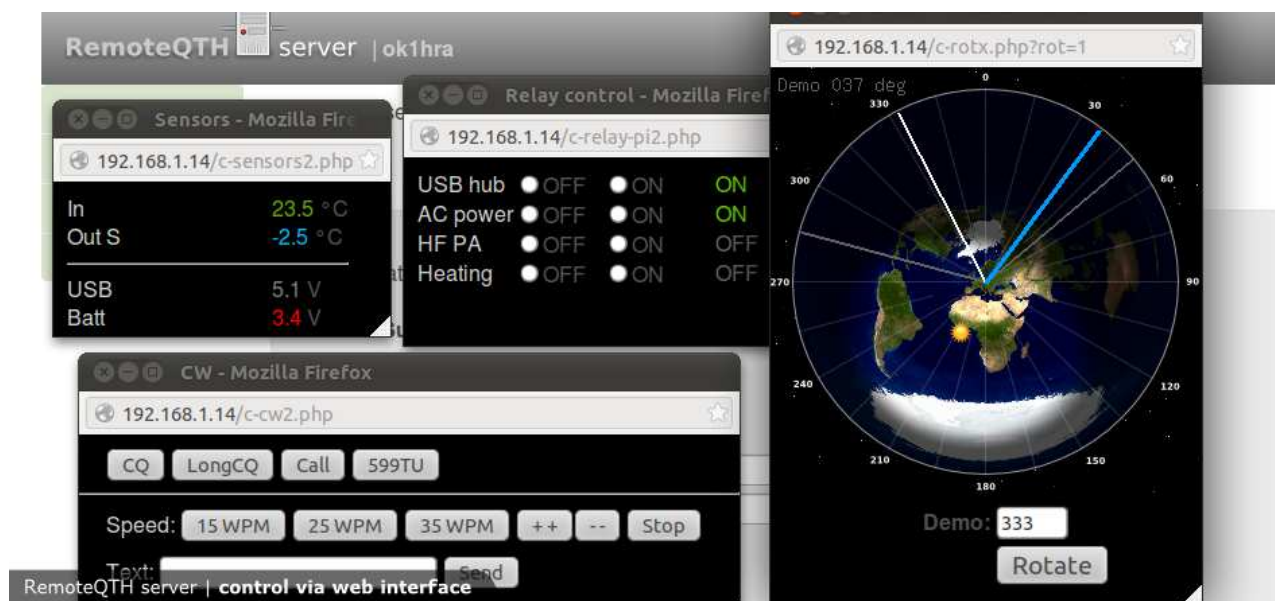 RemoteQTH server | ok1hra
Sensors - Mozilla Fire
192.168.1.14/c-sensors2.php
In 23.5 °C
Out S -2.5 °C
USB 5.1 V
Batt 3.4 V
Relay control - Mozilla Firef
192.168.1.14/c-relay-pi2.php
USB hub OFF ON ON
AC power OFF ON ON
HF PA OFF ON OFF
Heating OFF ON OFF
192.168.1.14/c-rotx.php?rot=1
Demo 037 deg
0
330 30
300 60
270 90
240 120
210 150
180
Demo: 333
Rotate
CW - Mozilla Firefox
192.168.1.14/c-cw2.php
CQ LongCQ Call 599TU
Speed: 15 WPM 25 WPM 35 WPM ++ -- Stop
Text: Send
RemoteQTH server | control via web interface